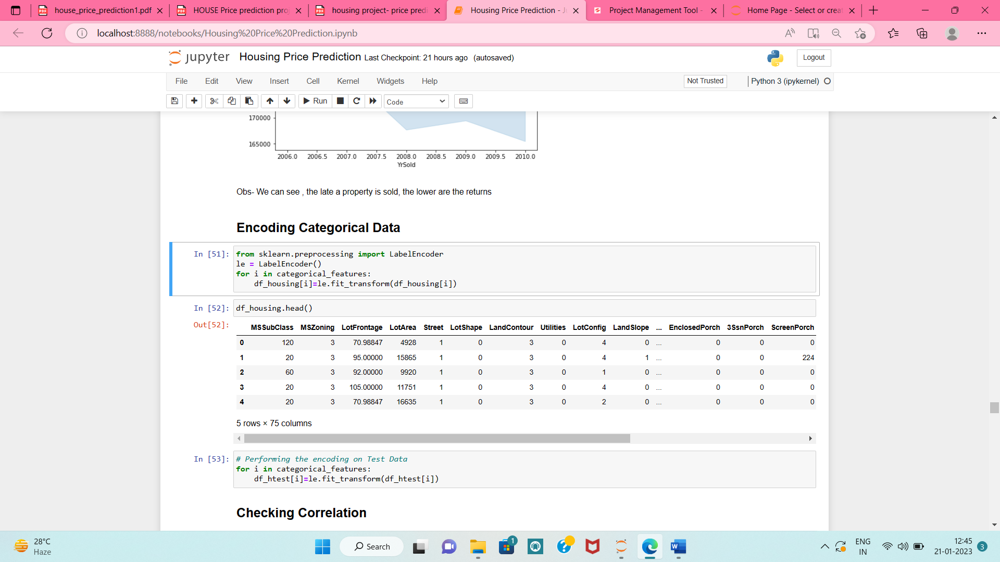 house_price_prediction1.pdf
HOUSE Price prediction pro
housing project- price predi
Housing Price Prediction - J
Project Management Tool -
Home Page - Select or crea
localhost:8888/notebooks/Housing%20Price%20Prediction.ipynb
jupyter Housing Price Prediction Last Checkpoint: 21 hours ago (autosaved)
Logout
File Edit View Insert Cell Kernel Widgets Help
Not Trusted
Python 3 (ipykernel)
Run
Code
170000
165000
2006.0 2006.5 2007.0 2007.5 2008.0 2008.5 2009.0 2009.5 2010.0
YrSold
Obs- We can see , the late a property is sold, the lower are the returns
Encoding Categorical Data
In [51]: from sklearn.preprocessing import LabelEncoder
le = LabelEncoder()
for i in categorical_features:
    df_housing[i]=le.fit_transform(df_housing[i])
In [52]: df_housing.head()
Out[52]:
MSSubClass MSZoning LotFrontage LotArea Street LotShape LandContour Utilities LotConfig LandSlope ... EnclosedPorch 3SsnPorch ScreenPorch
0 120 3 70.98847 4928 1 0 3 0 4 0 ... 0 0 0
1 20 3 95.00000 15865 1 0 3 0 4 1 ... 0 0 224
2 60 3 92.00000 9920 1 0 3 0 1 0 ... 0 0 0
3 20 3 105.00000 11751 1 0 3 0 4 0 ... 0 0 0
4 20 3 70.98847 16635 1 0 3 0 2 0 ... 0 0 0
5 rows × 75 columns
In [53]: # Performing the encoding on Test Data
for i in categorical_features:
    df_htest[i]=le.fit_transform(df_htest[i])
Checking Correlation
28°C
Haze
Search
1
ENG
IN
12:45
21-01-2023
3